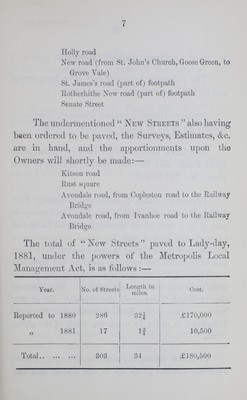 7
Holly road
New road (from St. John's Church, Goose Green, to
Grove Vale)
St. James's road (part of) footpath
Rotherhithe New road (part of) footpath
Senate Street
The undermentioned "New Streets" also having
been ordered to be paved, the Surveys, Estimates, &c.
are in hand, and the apportionments upon the
Owners will shortly be made:—
Kitson road
Rust square
Avondale road, from Copleston road to the Railway
Bridge
Avondale road, from Ivanhoe road to the Railway
Bridge
The total of "New Streets" paved to Lady-day,
1881, under the powers of the Metropolis Local
Management Act, is as follows:—
Year. No. of Streets Length in miles. Cost.
Reported to 1880 286 32¼ £170,000
„ 1881 17 1¾ 10,500
Total.. ... ... 303 34 £180,500